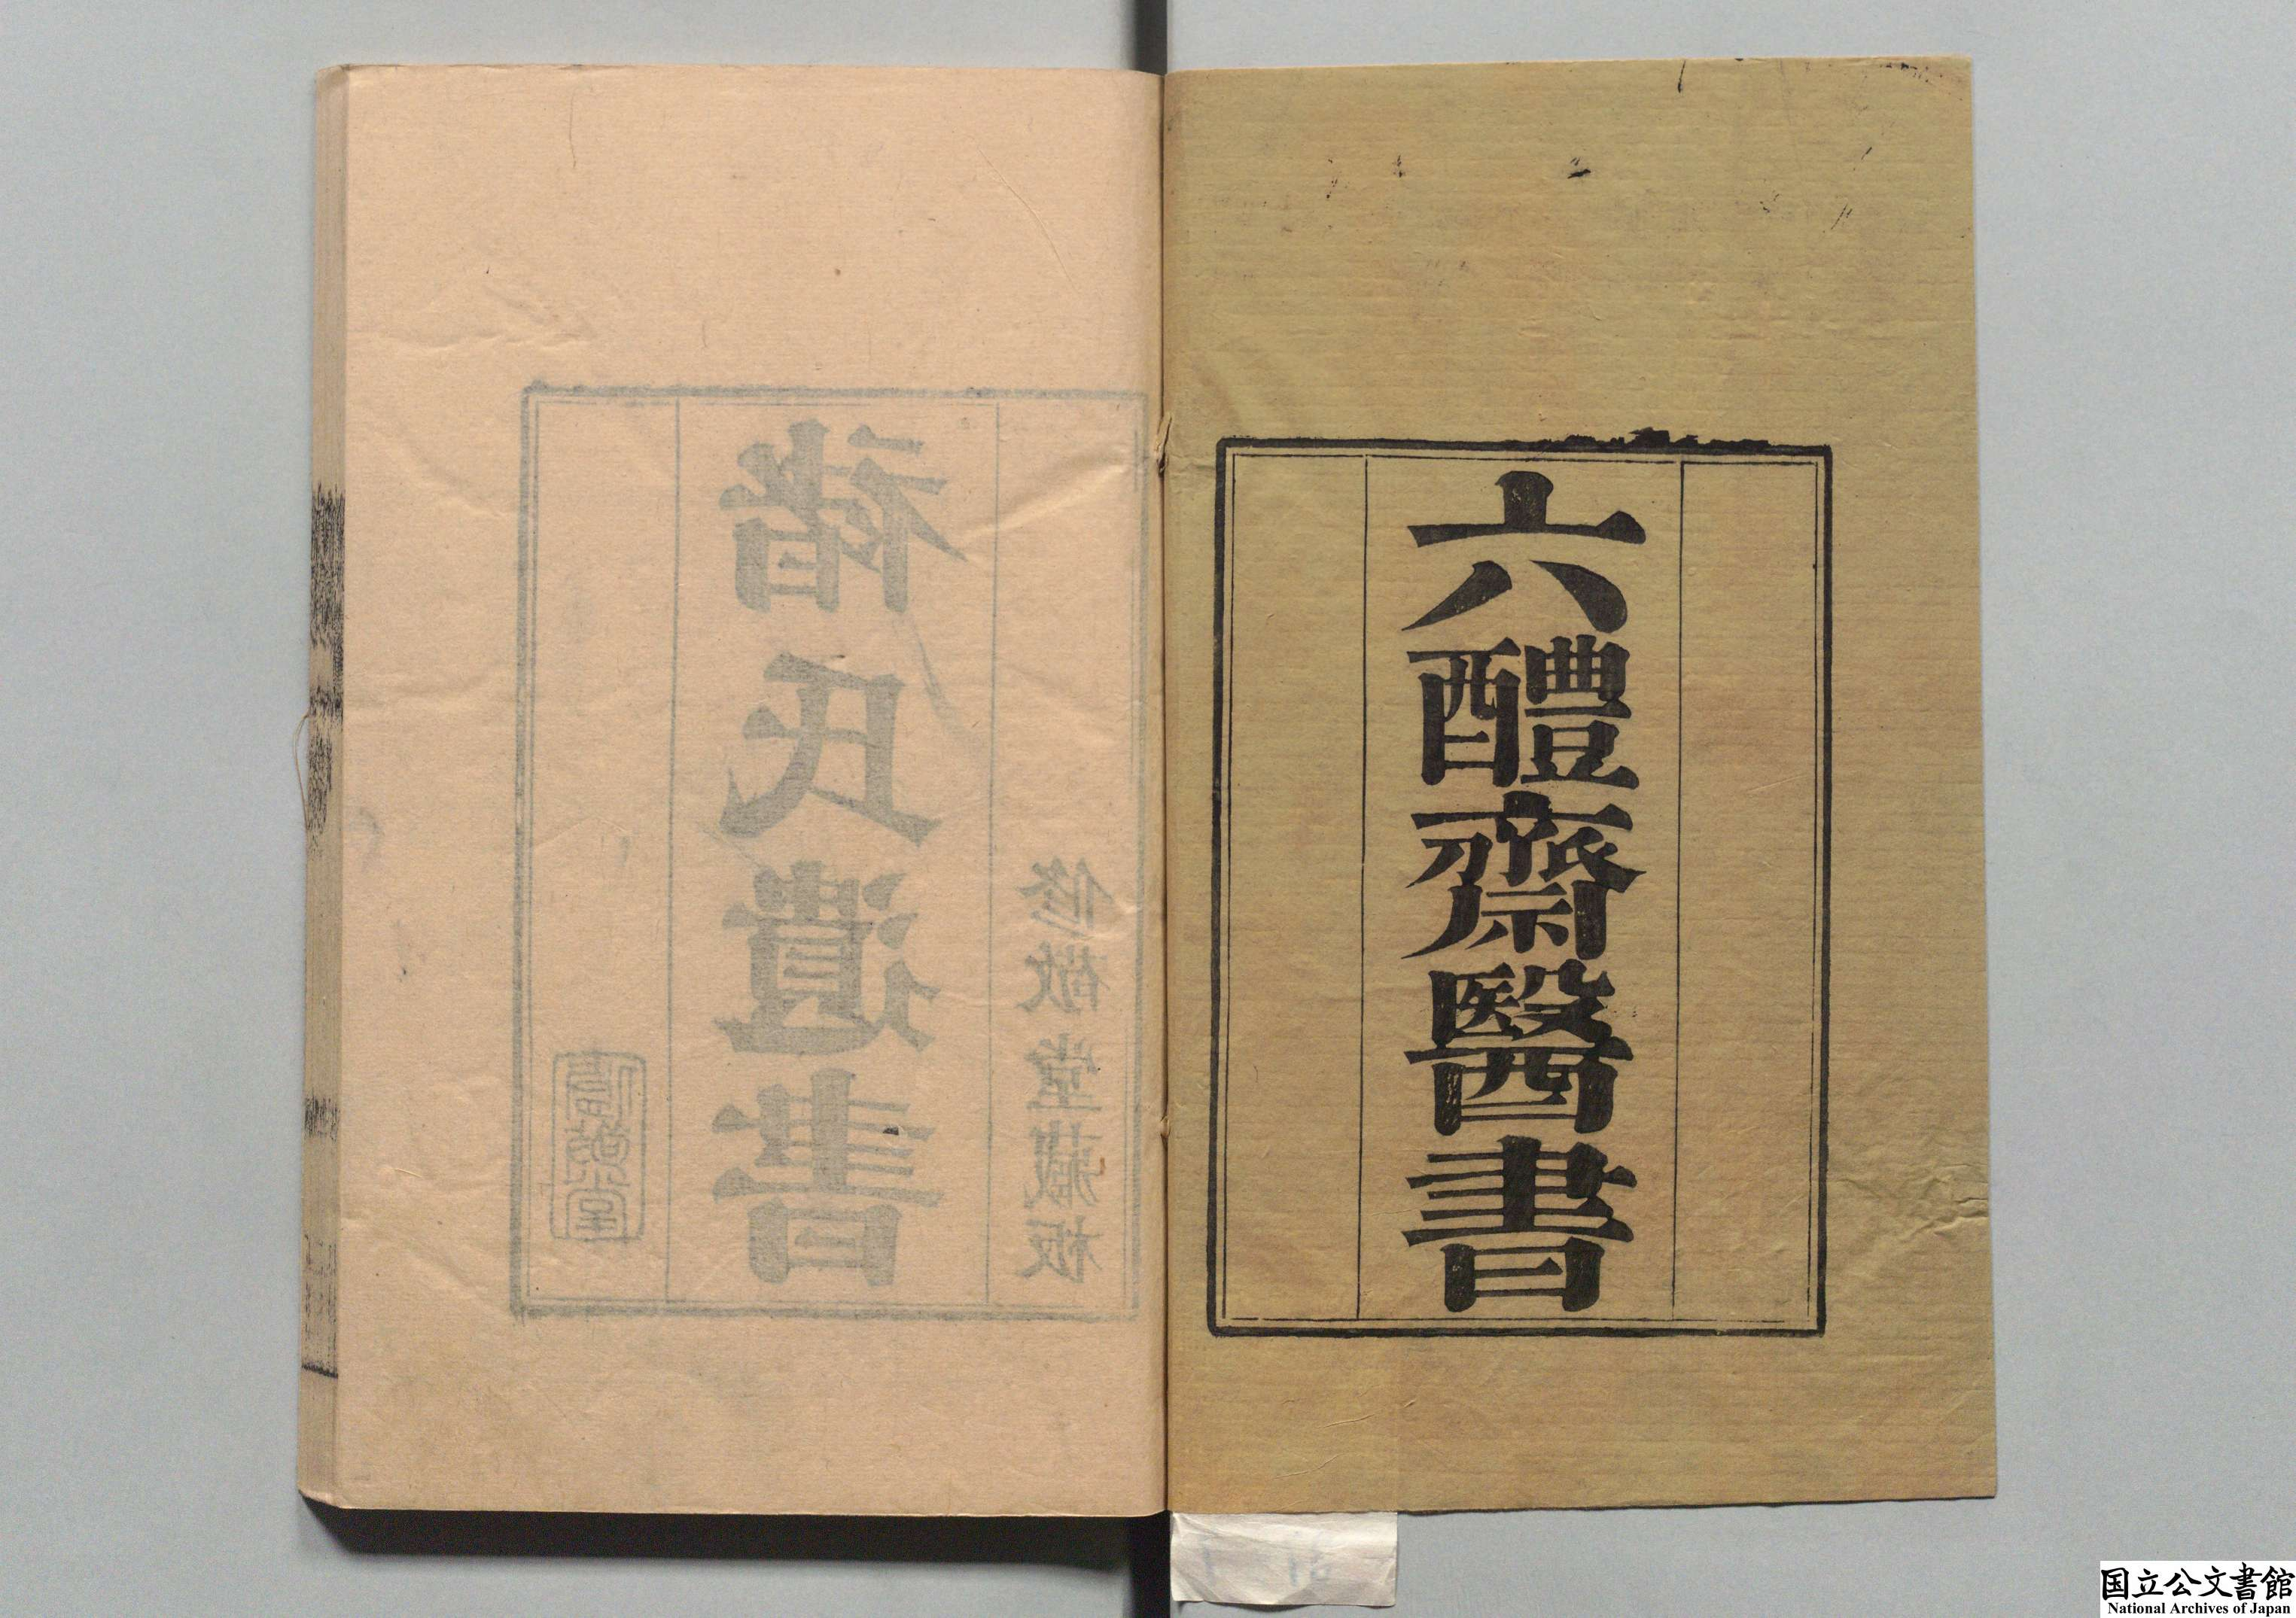 六醴齋醫書
褚氏遺書
修敬堂藏板
国立公文書館
National Archives of Japan